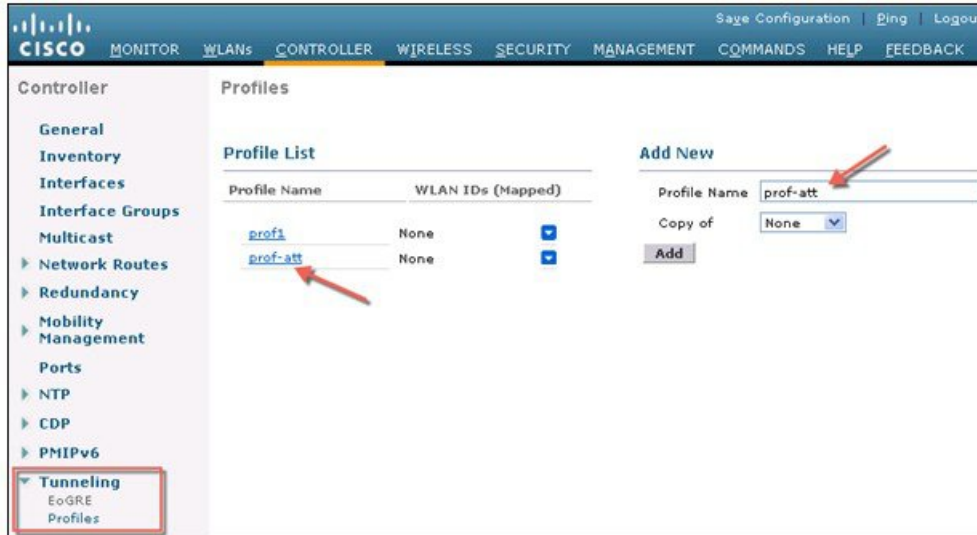 Save Configuration | Ping | Logou
CISCO MONITOR WLANs CONTROLLER WIRELESS SECURITY MANAGEMENT COMMANDS HELP FEEDBACK
Controller
General
Inventory
Interfaces
Interface Groups
Multicast
Network Routes
Redundancy
Mobility
Management
Ports
NTP
CDP
PMIPv6
Tunneling
EoGRE
Profiles
Profiles
Profile List
Profile Name WLAN IDs (Mapped)
prof1 None
prof-att None
Add New
Profile Name prof-att
Copy of None
Add